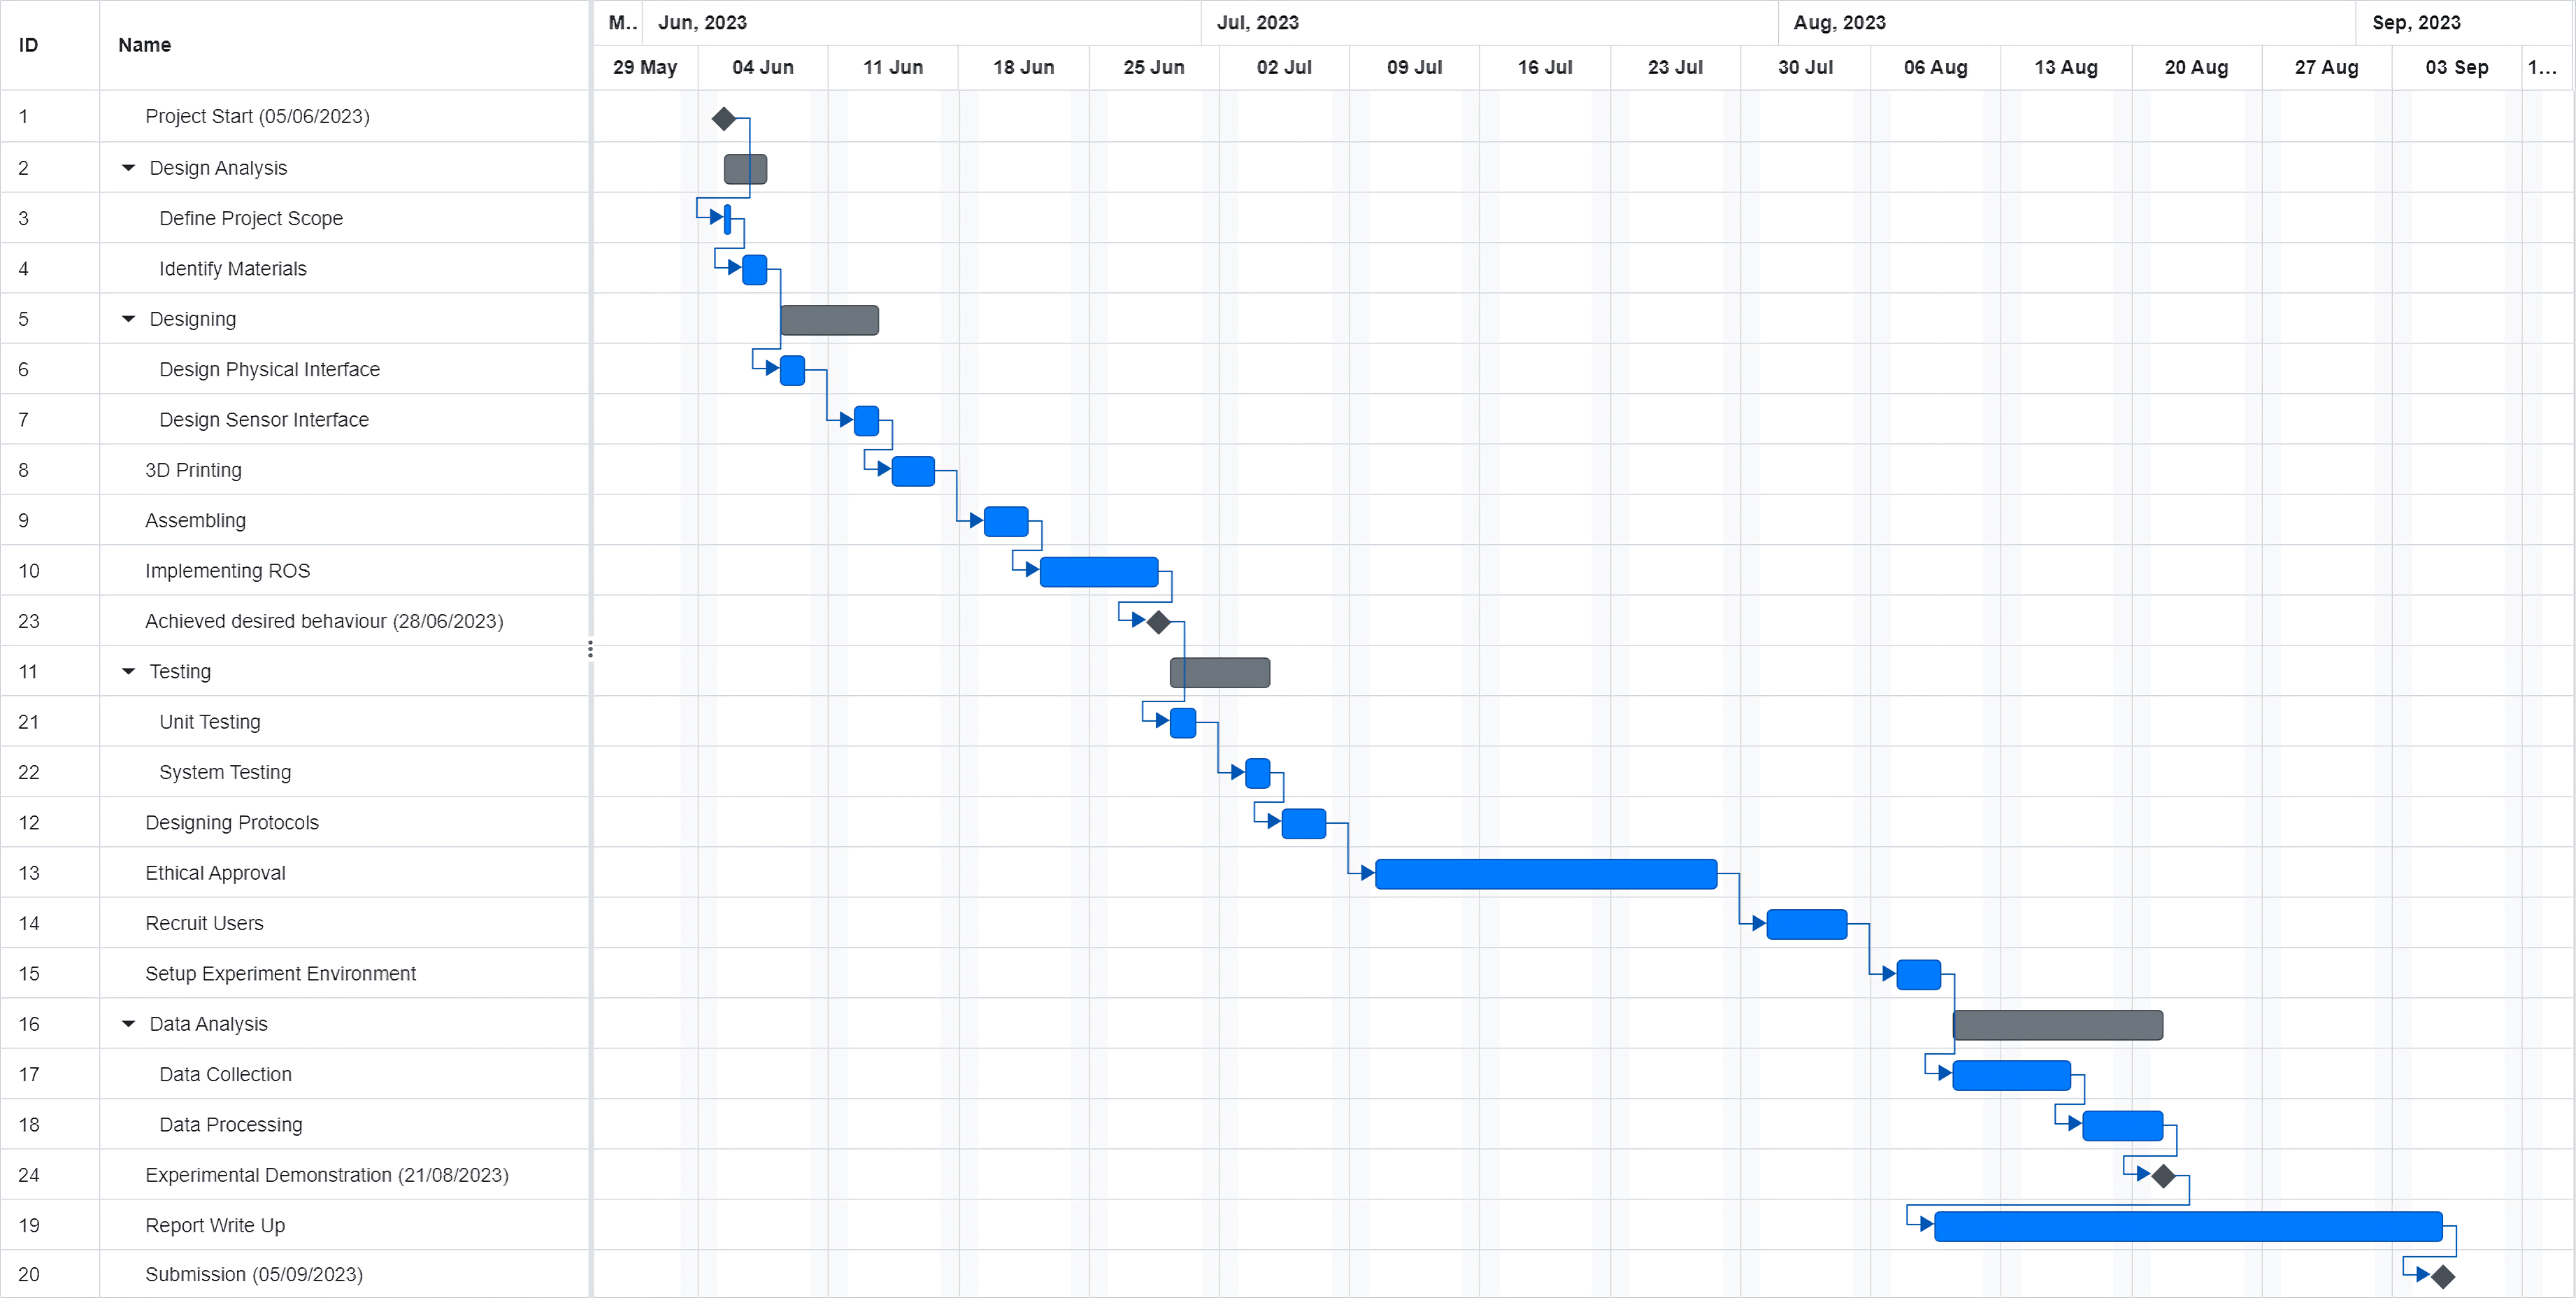 ID Name M.. Jun, 2023 Jul, 2023 Aug, 2023 Sep, 2023
29 May 04 Jun 11 Jun 18 Jun 25 Jun 02 Jul 09 Jul 16 Jul 23 Jul 30 Jul 06 Aug 13 Aug 20 Aug 27 Aug 03 Sep 1...
1 Project Start (05/06/2023)
2 Design Analysis
3 Define Project Scope
4 Identify Materials
5 Designing
6 Design Physical Interface
7 Design Sensor Interface
8 3D Printing
9 Assembling
10 Implementing ROS
23 Achieved desired behaviour (28/06/2023)
11 Testing
21 Unit Testing
22 System Testing
12 Designing Protocols
13 Ethical Approval
14 Recruit Users
15 Setup Experiment Environment
16 Data Analysis
17 Data Collection
18 Data Processing
24 Experimental Demonstration (21/08/2023)
19 Report Write Up
20 Submission (05/09/2023)